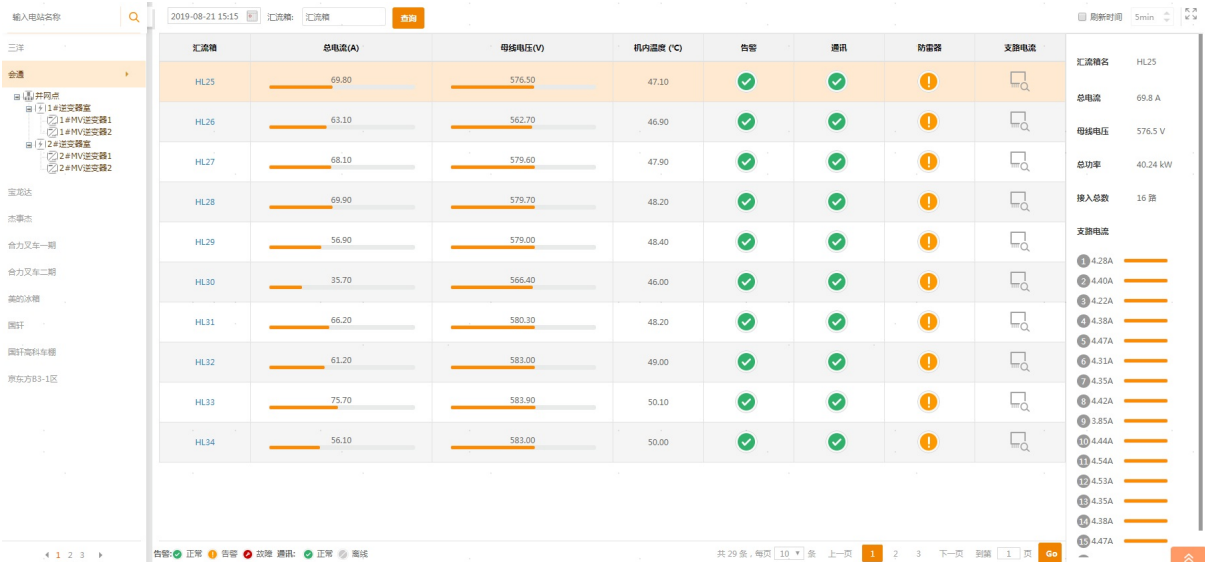 输入电站名称
三洋
会通
并网点
1#逆变器室
1#MV逆变器1
1#MV逆变器2
2#逆变器室
2#MV逆变器1
2#MV逆变器2
宝龙达
杰事杰
合力叉车一期
合力叉车二期
美的冰箱
国轩
国轩高科车棚
京东方B3-1区
1 2 3
2019-08-21 15:15 汇流箱: 汇流箱 查询 刷新时间 5min
汇流箱 总电流(A) 母线电压(V) 机内温度 (℃) 告警 通讯 防雷器 支路电流
HL25 69.80 576.50 47.10
HL26 63.10 562.70 46.90
HL27 68.10 579.60 47.90
HL28 69.90 579.70 48.20
HL29 56.90 579.00 48.40
HL30 35.70 566.40 46.00
HL31 66.20 580.30 48.20
HL32 61.20 583.00 49.00
HL33 75.70 583.90 50.10
HL34 56.10 583.00 50.00
告警: 正常 告警 故障 通讯: 正常 离线
共 29 条 , 每页 10 条 上一页 1 2 3 下一页 到第 1 页 Go
汇流箱名 HL25
总电流 69.8 A
母线电压 576.5 V
总功率 40.24 kW
接入总数 16 路
支路电流
1 4.28A
2 4.40A
3 4.22A
4 4.38A
5 4.47A
6 4.31A
7 4.35A
8 4.42A
9 3.85A
10 4.44A
11 4.54A
12 4.53A
13 4.35A
14 4.38A
15 4.47A